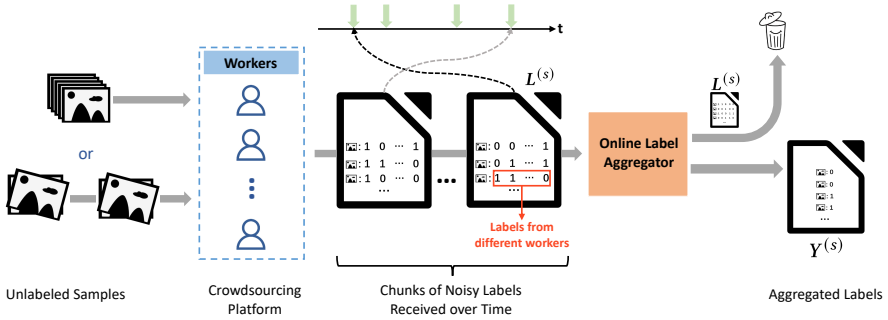 t
Workers
L^{(s)}
or
🖼: 1 0 ··· 1
🖼: 1 1 ··· 0
🖼: 1 0 ··· 0
···
...
🖼: 0 0 ··· 1
🖼: 0 1 ··· 1
🖼: 1 1 ··· 0
···
Labels from
different workers
Online Label
Aggregator
L^{(s)}
🖼: 0
🖼: 0
🖼: 1
🖼: 1
...
Y^{(s)}
Unlabeled Samples
Crowdsourcing
Platform
Chunks of Noisy Labels
Received over Time
Aggregated Labels